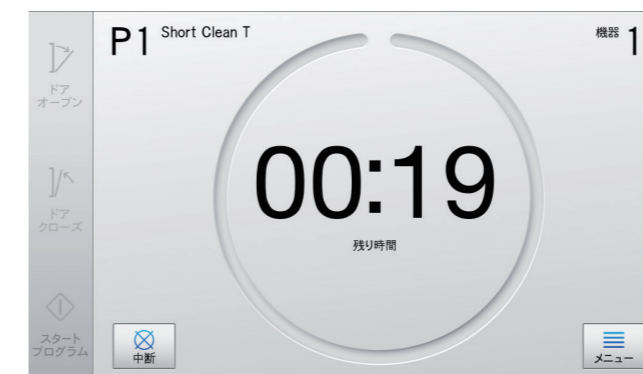 P1 Short Clean T
機器 1
ドア
オープン
00:19
残り時間
ドア
クローズ
スタート
プログラム
中断
メニュー